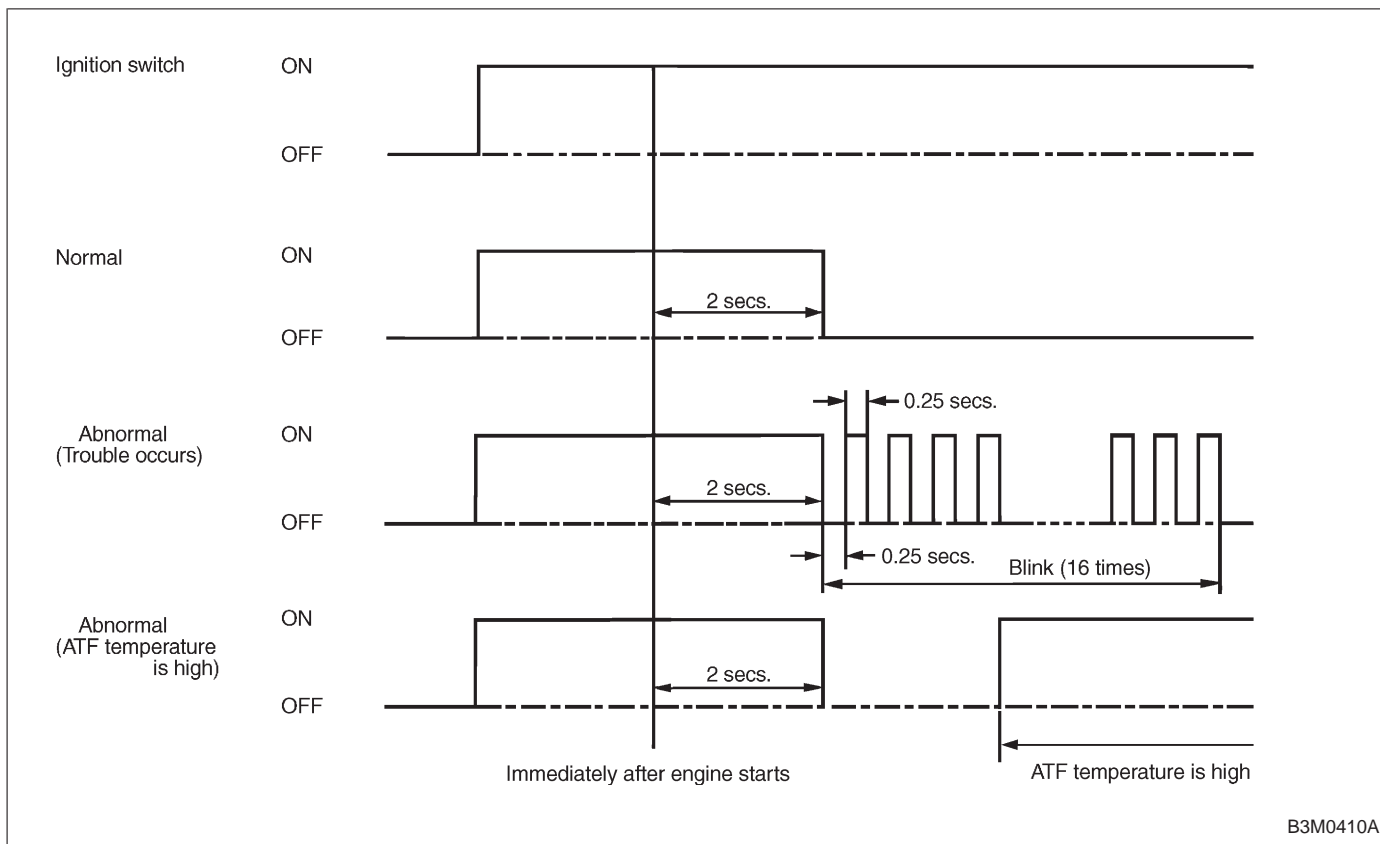 Ignition switch
ON
OFF
Normal
ON
2 secs.
OFF
Abnormal
(Trouble occurs)
ON
0.25 secs.
2 secs.
OFF
0.25 secs.
Blink (16 times)
Abnormal
(ATF temperature
is high)
ON
2 secs.
OFF
Immediately after engine starts
ATF temperature is high
B3M0410A